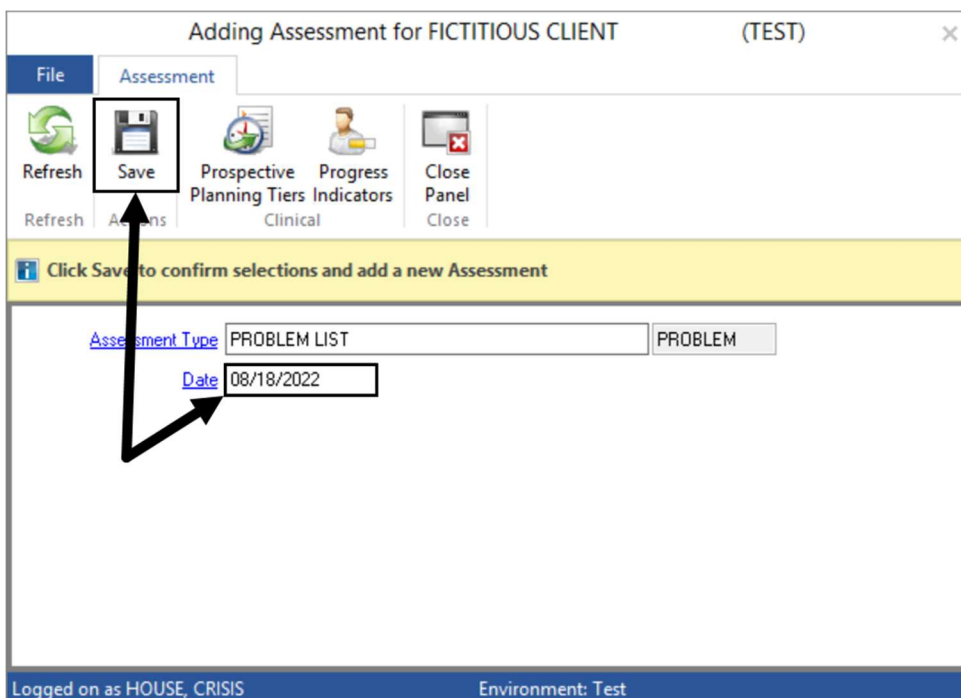 Adding Assessment for FICTITIOUS CLIENT (TEST)
File Assessment
Refresh Save Prospective Planning Tiers Progress Indicators Close Panel
Refresh Actions Clinical Close
Click Save to confirm selections and add a new Assessment
Assessment Type PROBLEM LIST PROBLEM
Date 08/18/2022
Logged on as HOUSE, CRISIS Environment: Test